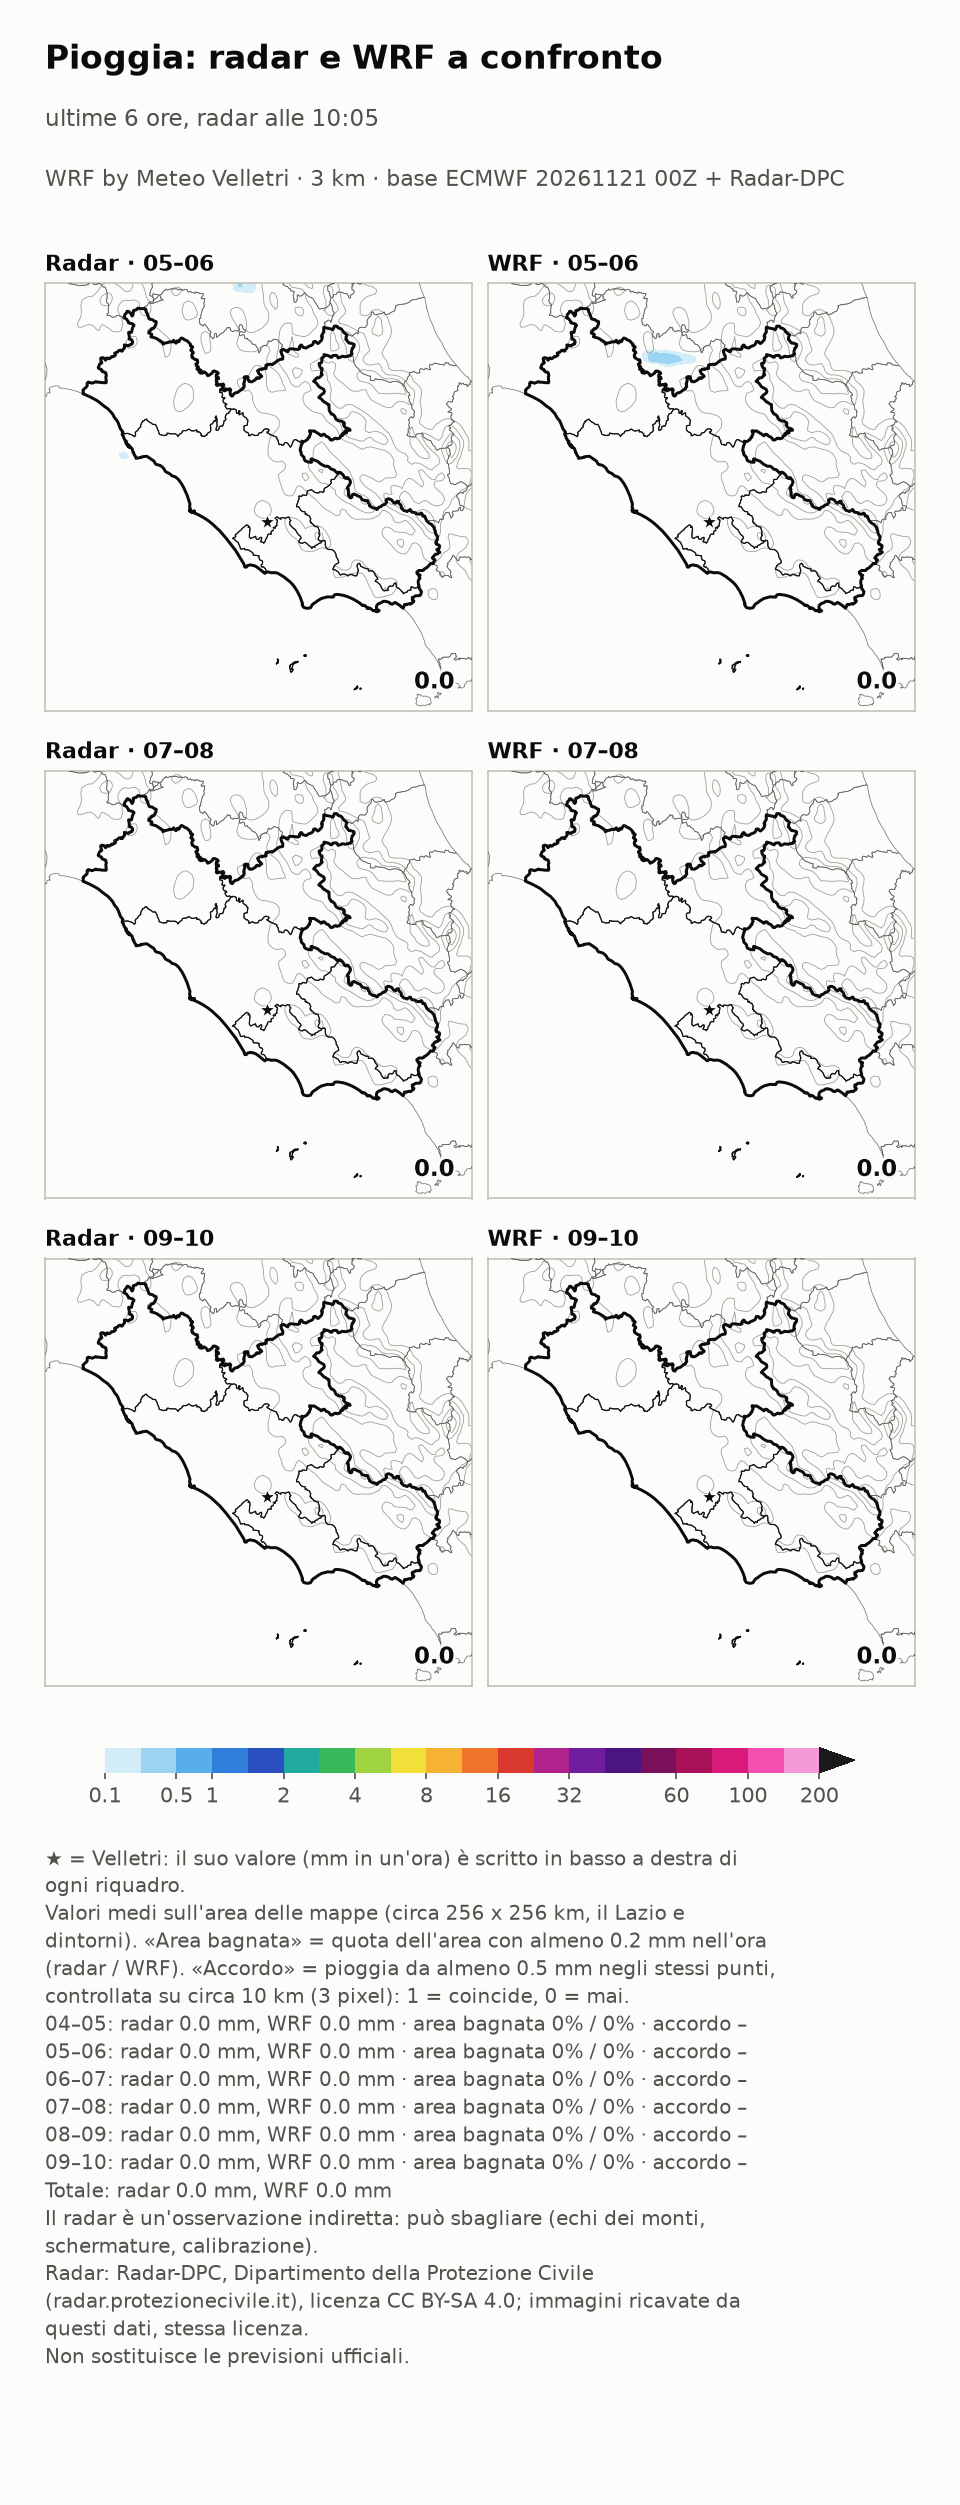 Pioggia: radar e WRF a confronto
ultime 6 ore, radar alle 10:05
WRF by Meteo Velletri · 3 km · base ECMWF 20261121 00Z + Radar-DPC
Radar · 05–06
WRF · 05–06
0.0
0.0
Radar · 07–08
WRF · 07–08
0.0
0.0
Radar · 09–10
WRF · 09–10
0.0
0.0
0.1 0.5 1 2 4 8 16 32 60 100 200
★ = Velletri: il suo valore (mm in un'ora) è scritto in basso a destra di
ogni riquadro.
Valori medi sull'area delle mappe (circa 256 x 256 km, il Lazio e
dintorni). «Area bagnata» = quota dell'area con almeno 0.2 mm nell'ora
(radar / WRF). «Accordo» = pioggia da almeno 0.5 mm negli stessi punti,
controllata su circa 10 km (3 pixel): 1 = coincide, 0 = mai.
04–05: radar 0.0 mm, WRF 0.0 mm · area bagnata 0% / 0% · accordo –
05–06: radar 0.0 mm, WRF 0.0 mm · area bagnata 0% / 0% · accordo –
06–07: radar 0.0 mm, WRF 0.0 mm · area bagnata 0% / 0% · accordo –
07–08: radar 0.0 mm, WRF 0.0 mm · area bagnata 0% / 0% · accordo –
08–09: radar 0.0 mm, WRF 0.0 mm · area bagnata 0% / 0% · accordo –
09–10: radar 0.0 mm, WRF 0.0 mm · area bagnata 0% / 0% · accordo –
Totale: radar 0.0 mm, WRF 0.0 mm
Il radar è un'osservazione indiretta: può sbagliare (echi dei monti,
schermature, calibrazione).
Radar: Radar-DPC, Dipartimento della Protezione Civile
(radar.protezionecivile.it), licenza CC BY-SA 4.0; immagini ricavate da
questi dati, stessa licenza.
Non sostituisce le previsioni ufficiali.